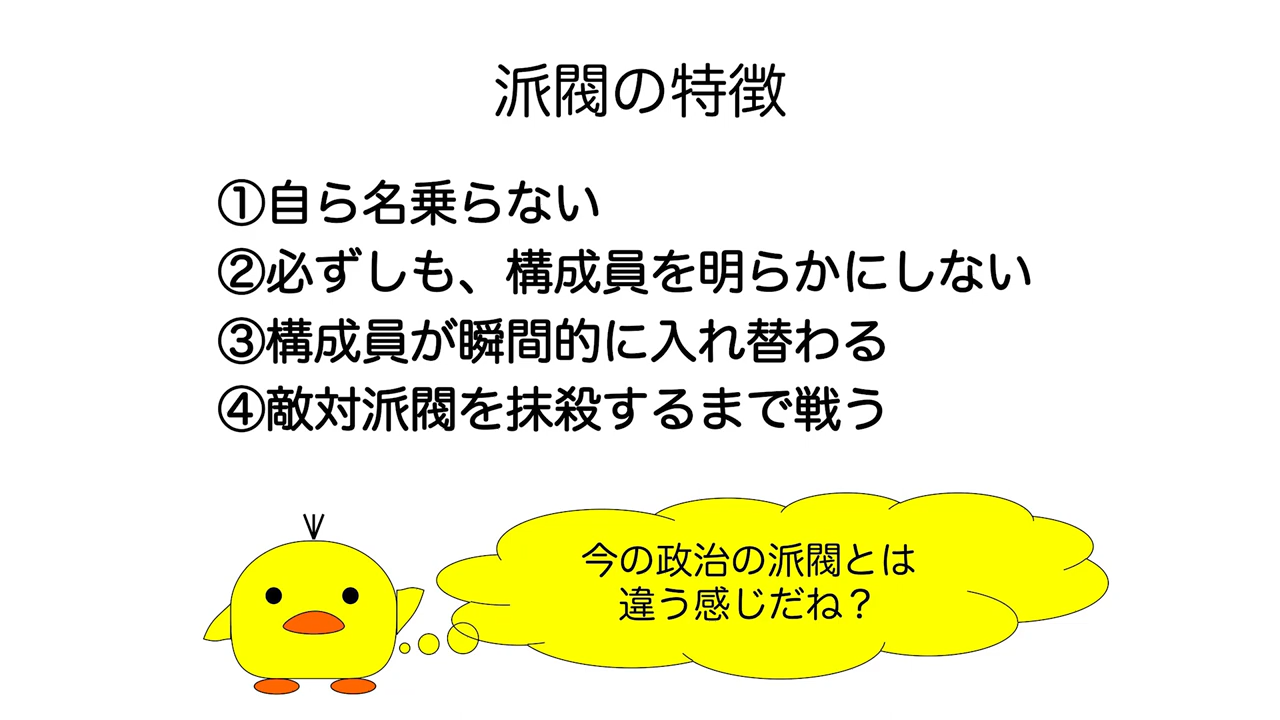 派閥の特徴
①自ら名乗らない
②必ずしも、構成員を明らかにしない
③構成員が瞬間的に入れ替わる
④敵対派閥を抹殺するまで戦う
今の政治の派閥とは
違う感じだね？